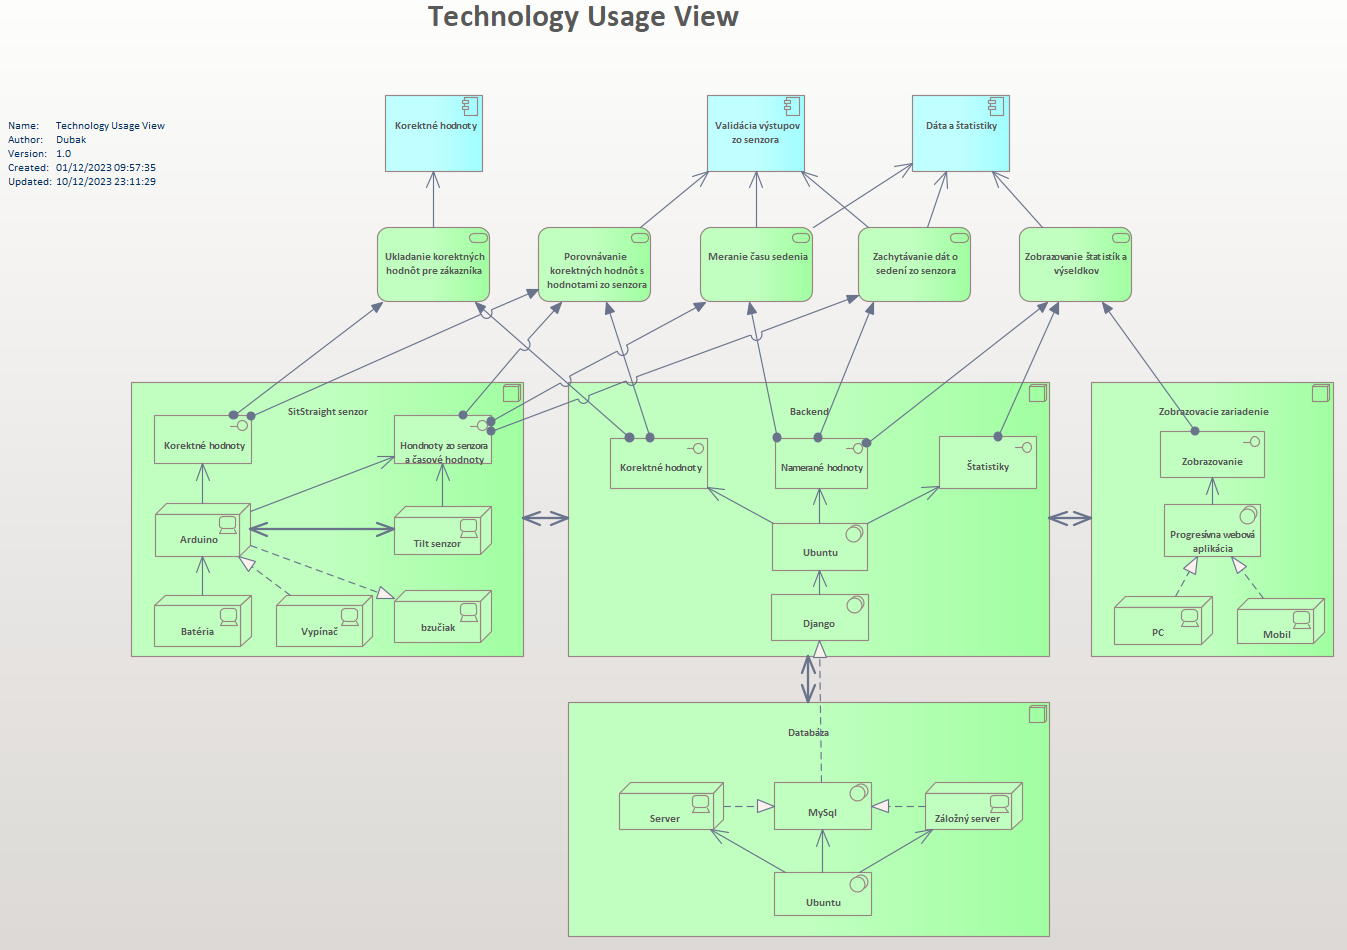 Technology Usage View
Name: Technology Usage View
Author: Dubak
Version: 1.0
Created: 01/12/2023 09:57:35
Updated: 10/12/2023 23:11:29
Korektné hodnoty
Validácia výstupov
zo senzora
Dáta a štatistiky
Ukladanie korektných
hodnôt pre zákazníka
Porovnávanie
korektných hodnôt s
hodnotami zo senzora
Meranie času sedenia
Zachytávanie dát o
sedení zo senzora
Zobrazovanie štatistík a
výseldkov
SitStraight senzor
Korektné hodnoty
Hondnoty zo senzora
a časové hodnoty
Arduino
Tilt senzor
Batéria
Vypínač
bzučiak
Backend
Korektné hodnoty
Namerané hodnoty
Štatistiky
Ubuntu
Django
Zobrazovacie zariadenie
Zobrazovanie
Progresívna webová
aplikácia
PC
Mobil
Databáza
Server
MySql
Záložný server
Ubuntu